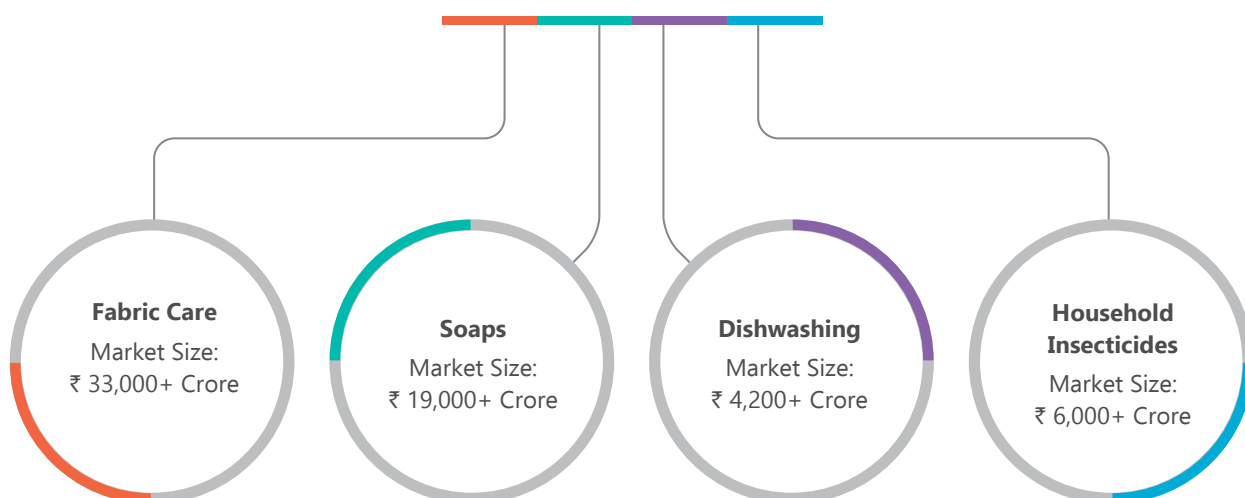 Fabric Care
Market Size:
₹ 33,000+ Crore
Soaps
Market Size:
₹ 19,000+ Crore
Dishwashing
Market Size:
₹ 4,200+ Crore
Household
Insecticides
Market Size:
₹ 6,000+ Crore